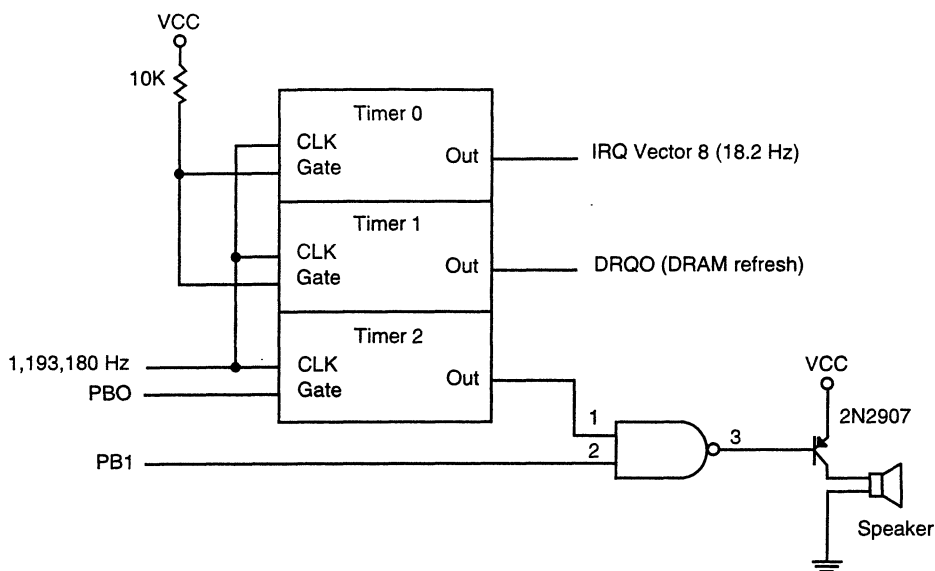 VCC
10K
Timer 0
CLK
Gate
Out
IRQ Vector 8 (18.2 Hz)
Timer 1
CLK
Gate
Out
DRQO (DRAM refresh)
Timer 2
1,193,180 Hz
CLK
PBO
Gate
Out
VCC
2N2907
1
2
3
PB1
Speaker